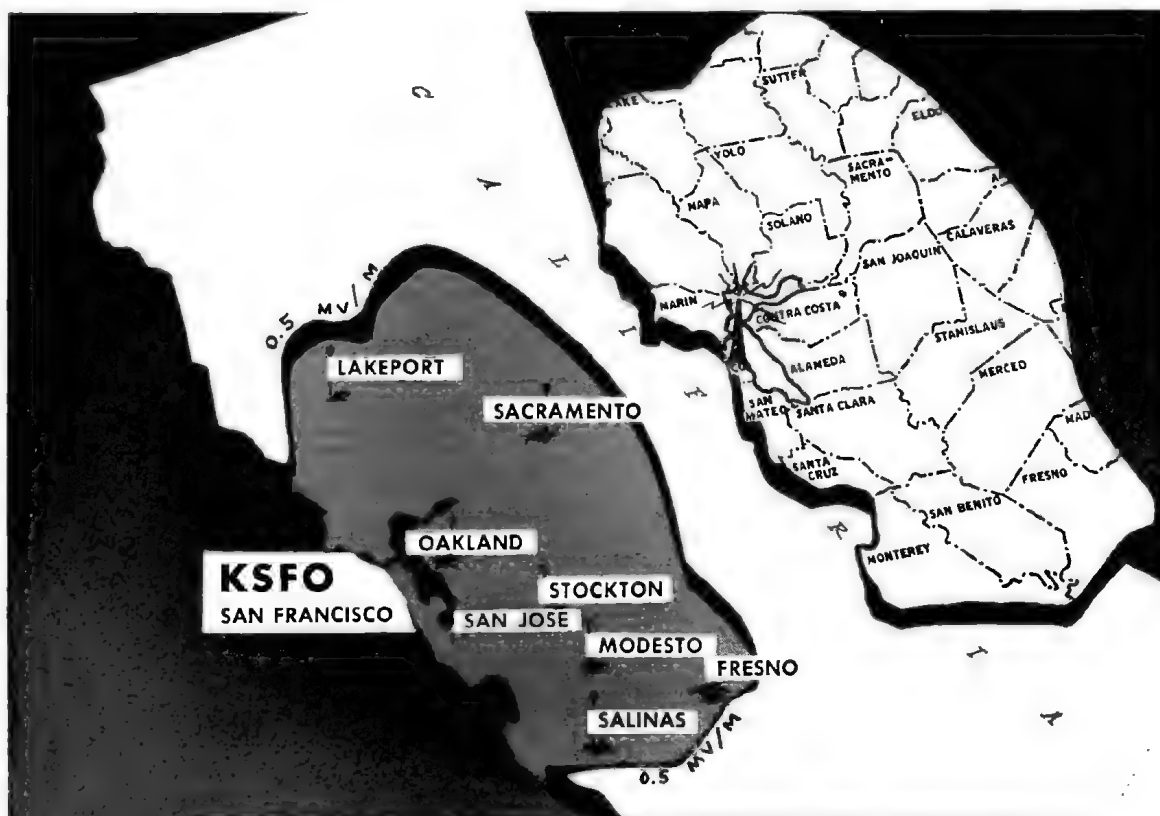 CALIFORNIA
0.5 MV/M
LAKEPORT
SACRAMENTO
OAKLAND
KSFO
SAN FRANCISCO
STOCKTON
SAN JOSE
MODESTO
FRESNO
SALINAS
0.5 MV/M
SUTTER
YOLO
SACRA-
MENTO
NAPA
SOLANO
CALAVERAS
SAN JOAQUIN
MARIN
CONTRA COSTA
STANISLAUS
ALAMEDA
MERCED
SAN
MATEO
SANTA CLARA
MAD
SANTA
CRUZ
FRESNO
SAN BENITO
MONTEREY